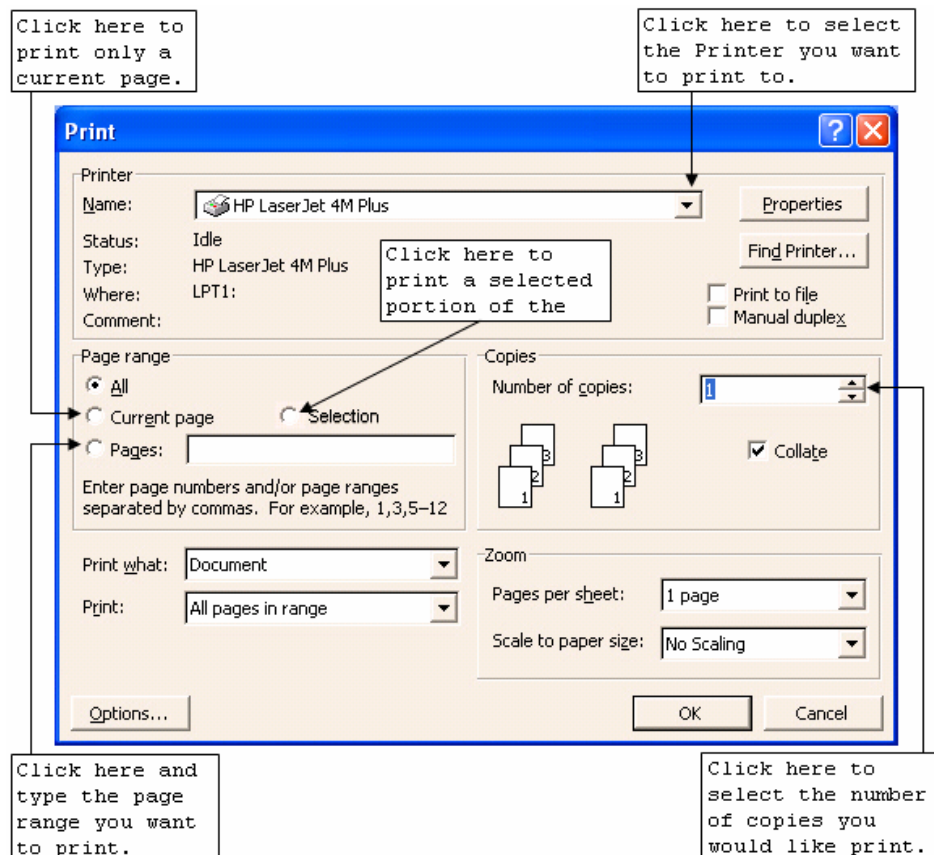 Click here to
print only a
current page.
Click here to select
the Printer you want
to print to.
Print
Printer
Name:
HP LaserJet 4M Plus
Properties
Status:
Idle
Find Printer...
Type:
HP LaserJet 4M Plus
Where:
LPT1:
Comment:
Click here to
print a selected
portion of the
Print to file
Manual duplex
Page range
All
Current page
Selection
Pages:
Enter page numbers and/or page ranges
separated by commas. For example, 1,3,5–12
Copies
Number of copies:
1
3
2
1
3
2
1
Collate
Print what:
Document
Print:
All pages in range
Zoom
Pages per sheet:
1 page
Scale to paper size:
No Scaling
Options...
OK
Cancel
Click here and
type the page
range you want
to print.
Click here to
select the number
of copies you
would like print.